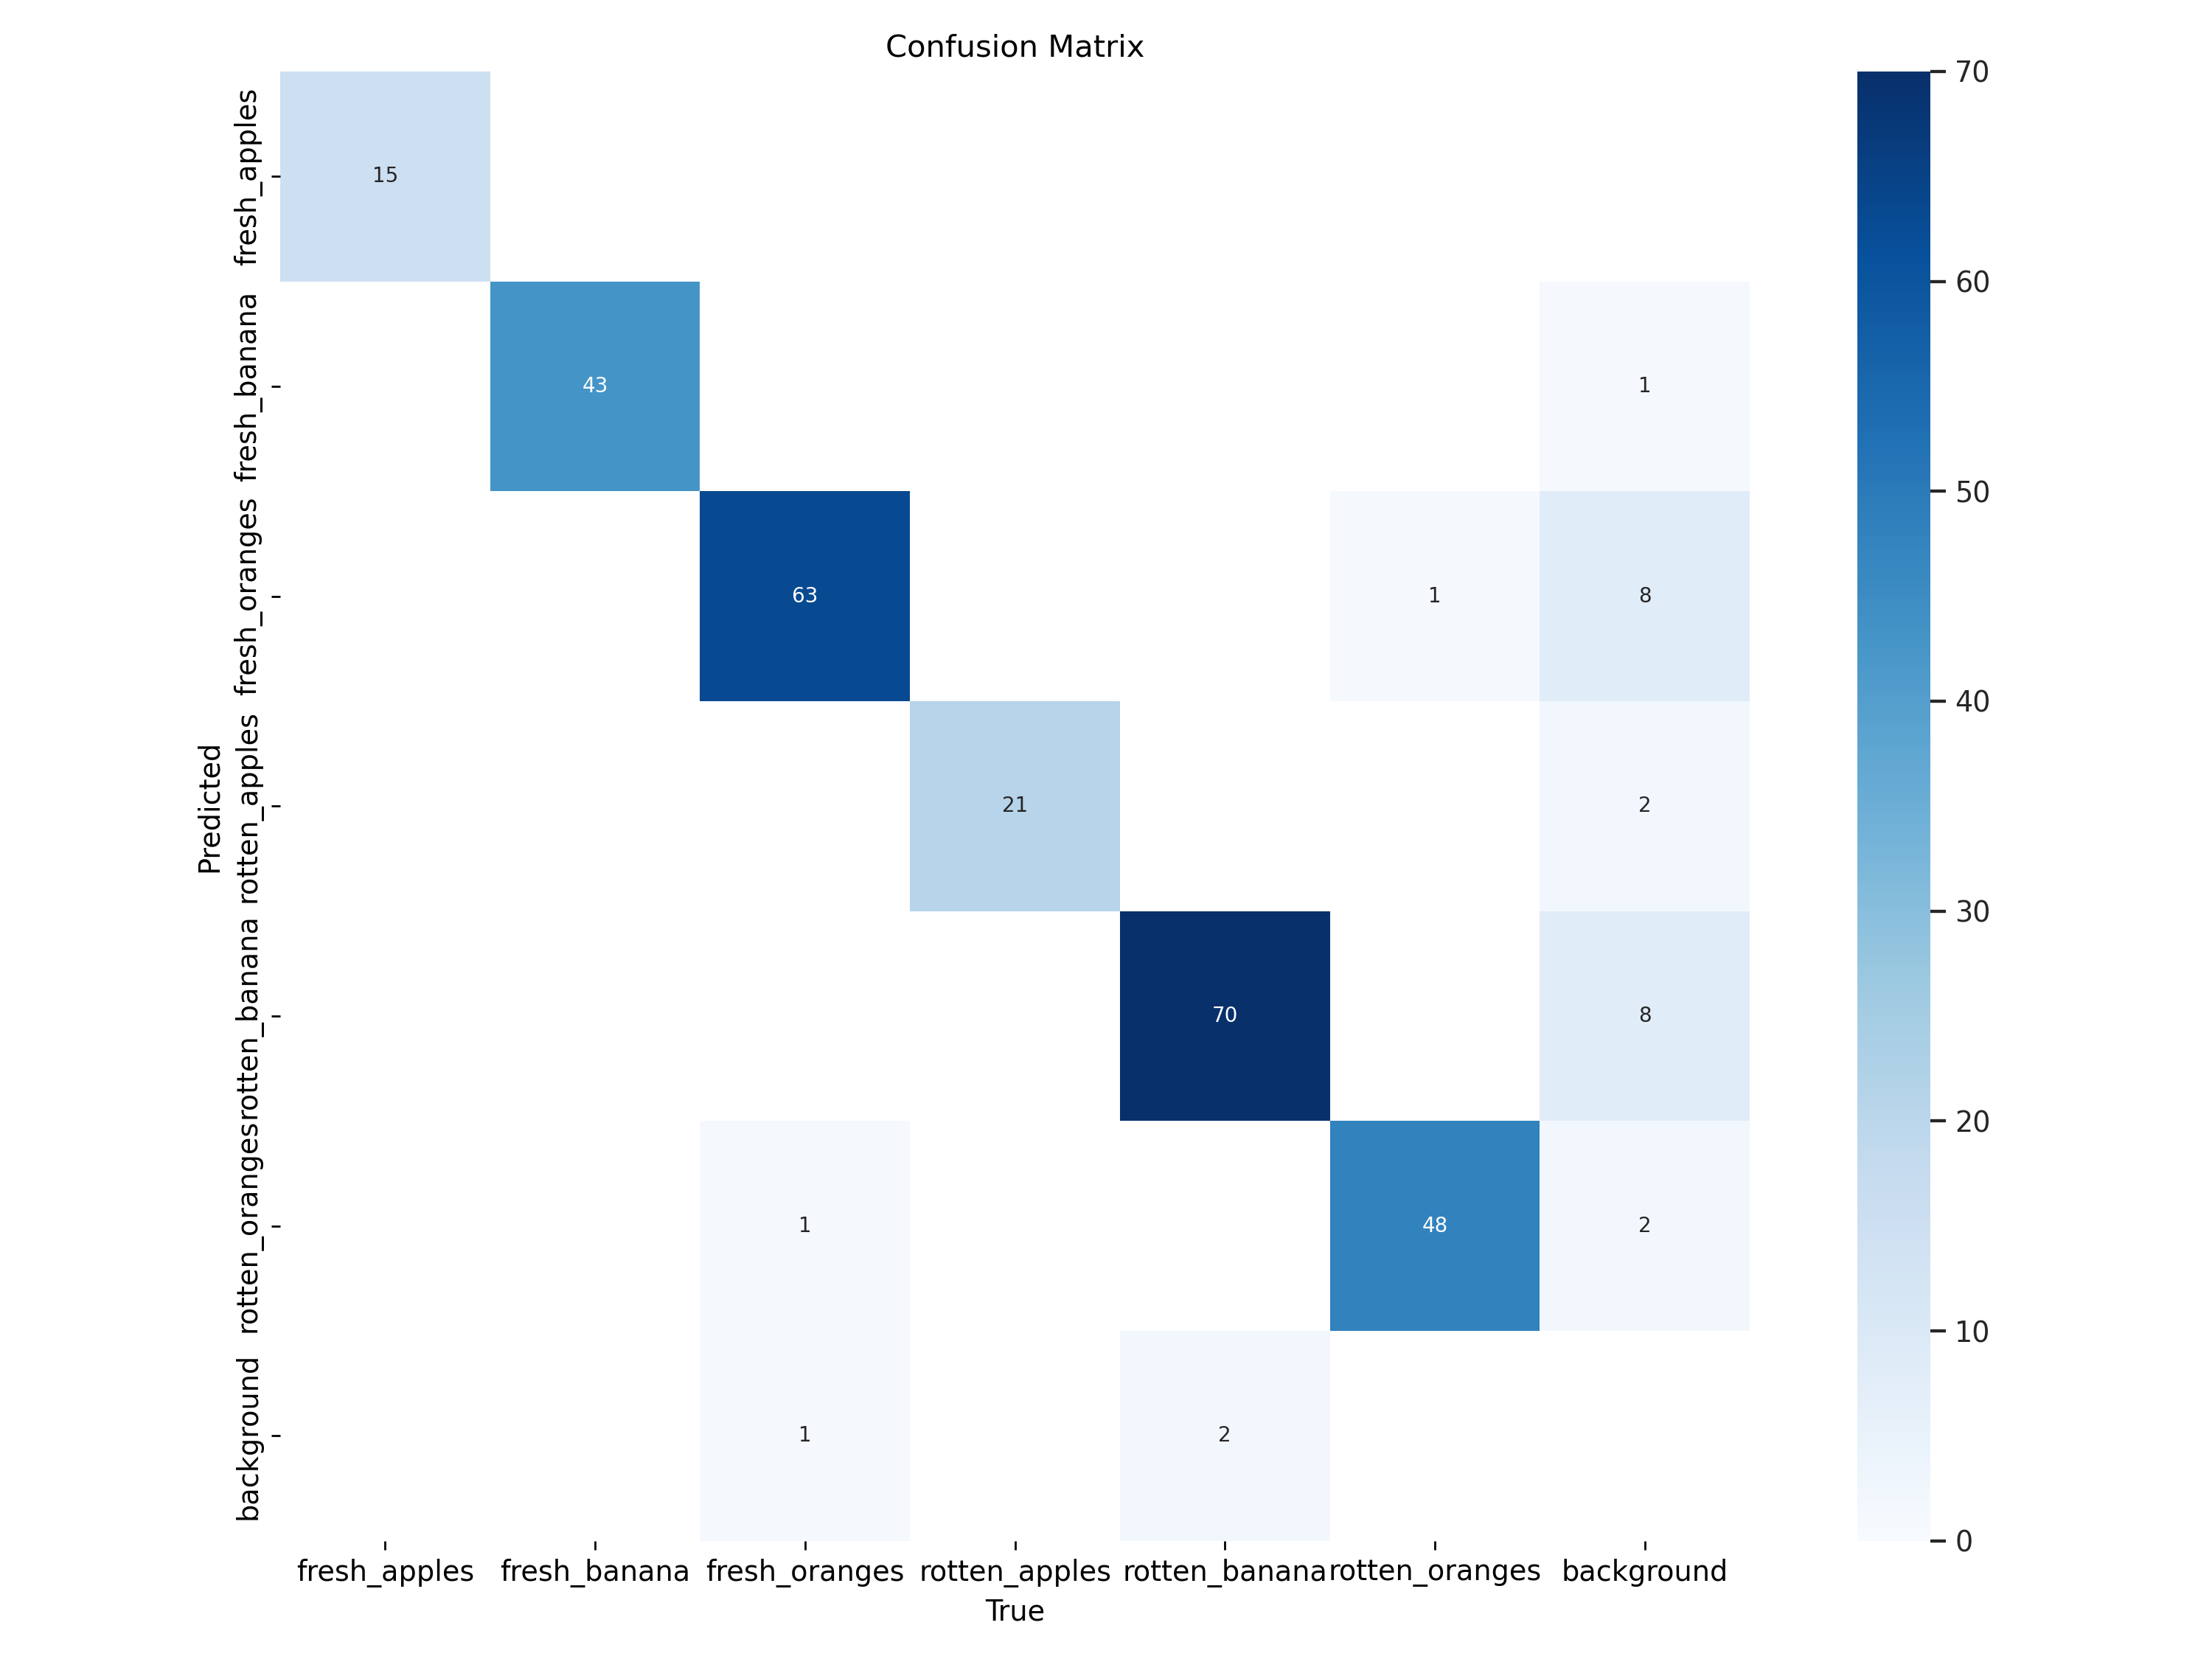 Confusion Matrix
fresh_apples
fresh_banana
fresh_oranges
rotten_apples
rotten_banana
rotten_oranges
background
Predicted
15
43
1
63
1
8
21
2
70
8
1
48
2
1
2
fresh_apples
fresh_banana
fresh_oranges
rotten_apples
rotten_banana
rotten_oranges
background
True
70
60
50
40
30
20
10
0